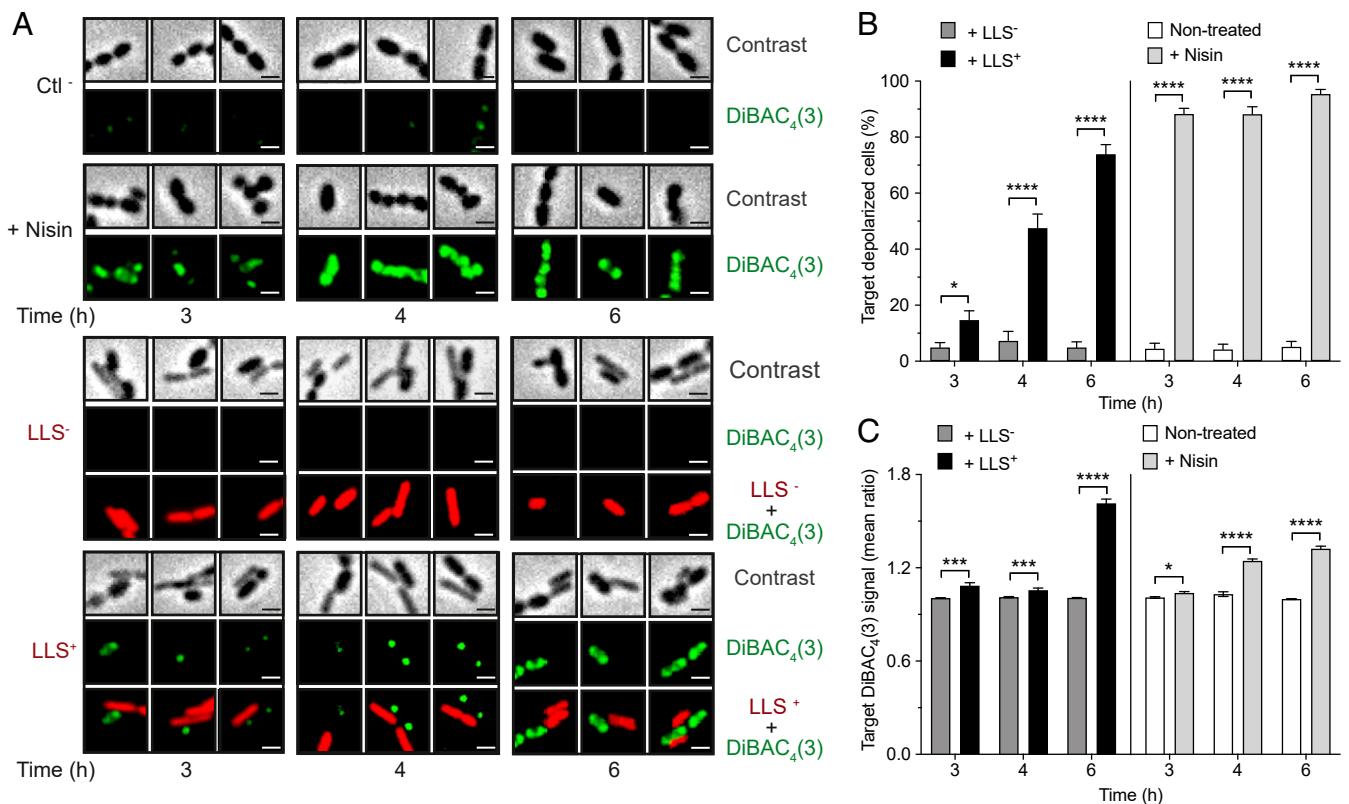 A
Ctl -
Contrast
DiBAC4(3)
+ Nisin
Contrast
DiBAC4(3)
Time (h) 3 4 6
LLS-
Contrast
DiBAC4(3)
LLS -
+
DiBAC4(3)
LLS+
Contrast
DiBAC4(3)
LLS +
+
DiBAC4(3)
Time (h) 3 4 6
B
+ LLS-
+ LLS+
Non-treated
+ Nisin
Target depolarized cells (%)
100
80
60
40
20
0
* **** **** **** **** ****
3 4 6 3 4 6
Time (h)
C
+ LLS-
+ LLS+
Non-treated
+ Nisin
Target DiBAC4(3) signal (mean ratio)
1.8
1.2
0.6
0.0
*** *** **** * **** ****
3 4 6 3 4 6
Time (h)